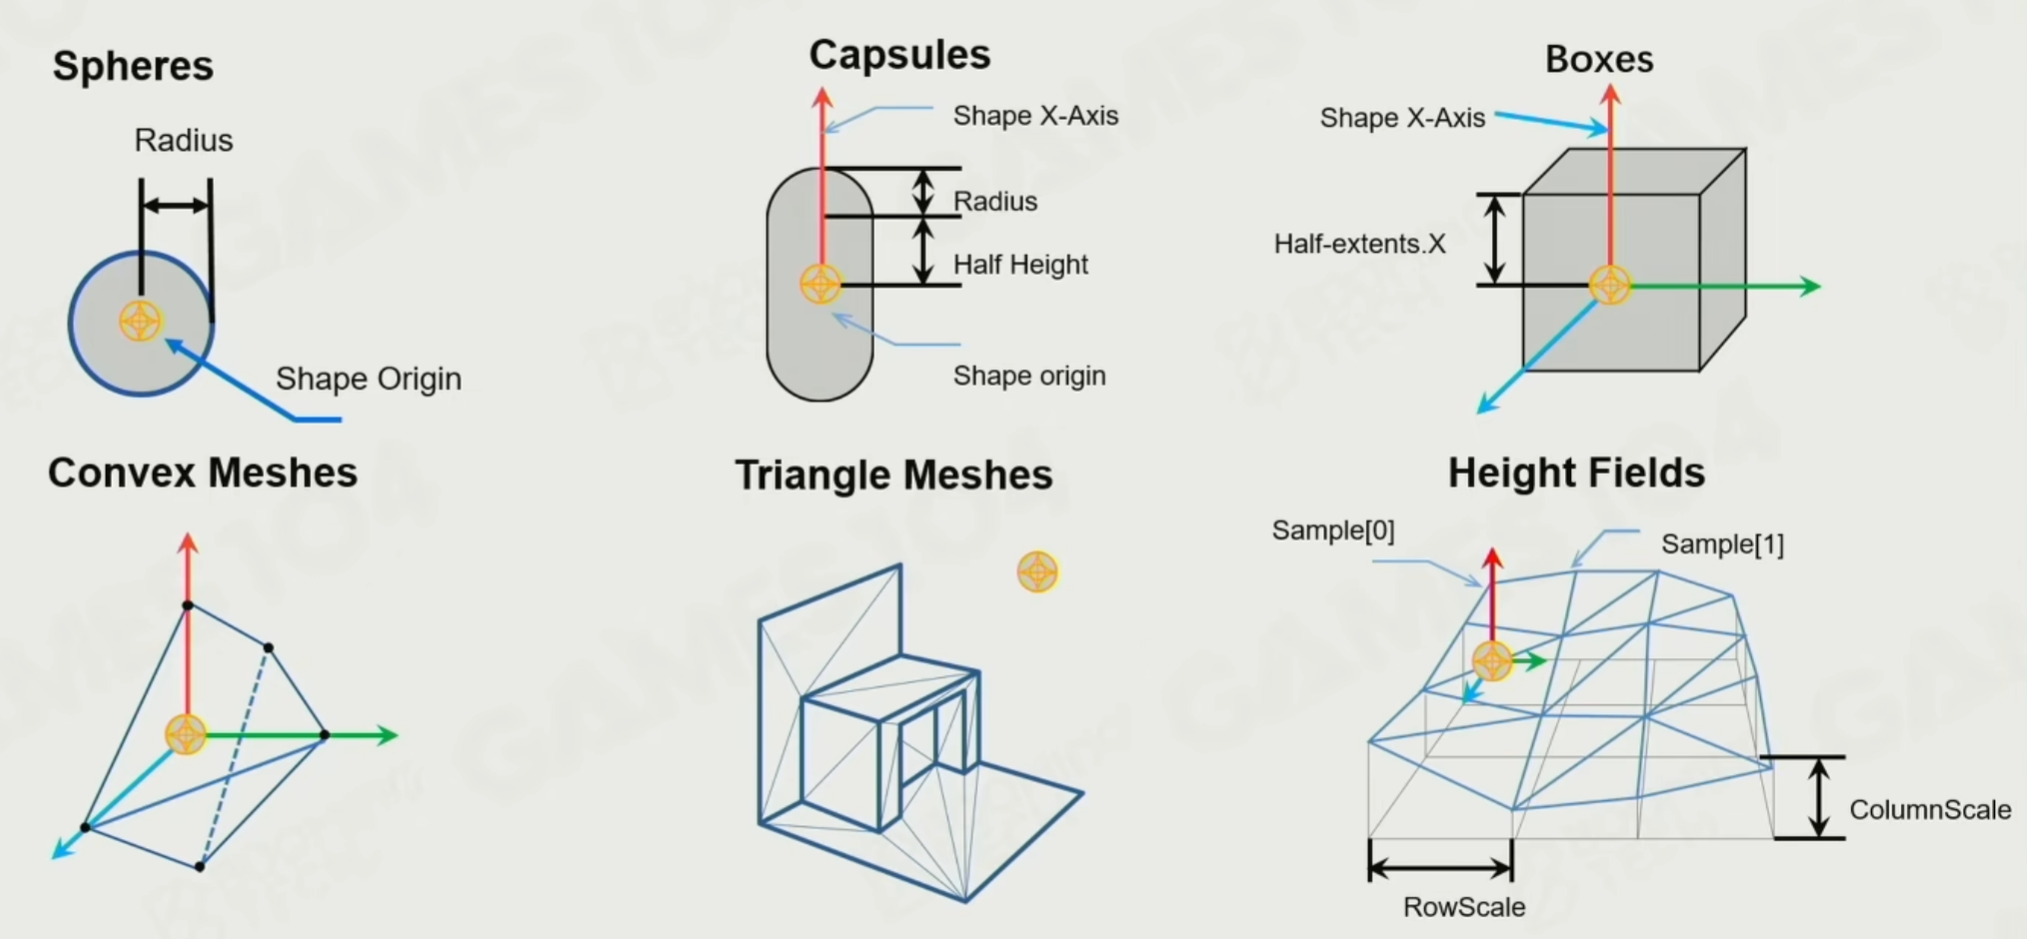 Spheres
Radius
Shape Origin
Capsules
Shape X-Axis
Radius
Half Height
Shape origin
Boxes
Shape X-Axis
Half-extents.X
Convex Meshes
Triangle Meshes
Height Fields
Sample[0]
Sample[1]
ColumnScale
RowScale
GAMES104